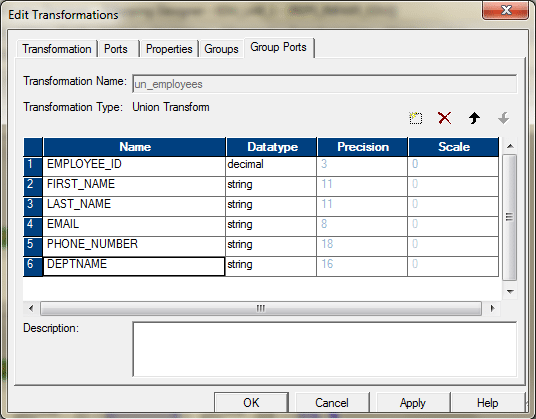 Edit Transformations
Transformation Ports Properties Groups Group Ports
Transformation Name: un_employees
Transformation Type: Union Transform
Name Datatype Precision Scale
1 EMPLOYEE_ID decimal 3 0
2 FIRST_NAME string 11 0
3 LAST_NAME string 11 0
4 EMAIL string 8 0
5 PHONE_NUMBER string 18 0
6 DEPTNAME string 16 0
Description:
OK Cancel Apply Help